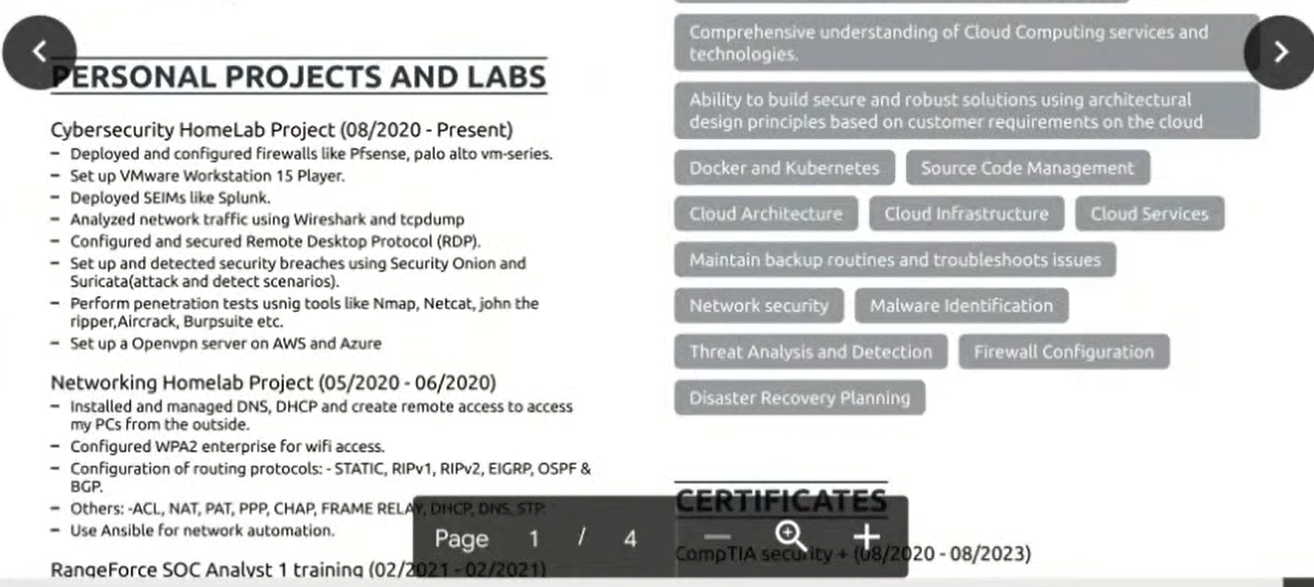 PERSONAL PROJECTS AND LABS
Cybersecurity HomeLab Project (08/2020 - Present)
– Deployed and configured firewalls like Pfsense, palo alto vm-series.
– Set up VMware Workstation 15 Player.
– Deployed SEIMs like Splunk.
– Analyzed network traffic using Wireshark and tcpdump
– Configured and secured Remote Desktop Protocol (RDP).
– Set up and detected security breaches using Security Onion and
Suricata(attack and detect scenarios).
– Perform penetration tests usnig tools like Nmap, Netcat, john the
ripper,Aircrack, Burpsuite etc.
– Set up a Openvpn server on AWS and Azure
Networking Homelab Project (05/2020 - 06/2020)
– Installed and managed DNS, DHCP and create remote access to access
my PCs from the outside.
– Configured WPA2 enterprise for wifi access.
– Configuration of routing protocols: - STATIC, RIPv1, RIPv2, EIGRP, OSPF &
BGP.
– Others: -ACL, NAT, PAT, PPP, CHAP, FRAME RELAY, DHCP, DNS, STP.
– Use Ansible for network automation.
RangeForce SOC Analyst 1 training (02/2021 - 02/2021)
Comprehensive understanding of Cloud Computing services and
technologies.
Ability to build secure and robust solutions using architectural
design principles based on customer requirements on the cloud
Docker and Kubernetes
Source Code Management
Cloud Architecture
Cloud Infrastructure
Cloud Services
Maintain backup routines and troubleshoots issues
Network security
Malware Identification
Threat Analysis and Detection
Firewall Configuration
Disaster Recovery Planning
CERTIFICATES
CompTIA security + (08/2020 - 08/2023)
Page 1 / 4